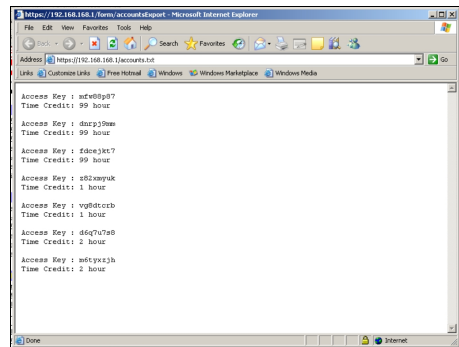 https://192.168.168.1/form/accountsExport - Microsoft Internet Explorer
File Edit View Favorites Tools Help
Back Search Favorites
Address https://192.168.168.1/accounts.txt Go
Links Customize Links Free Hotmail Windows Windows Marketplace Windows Media
Access Key : mfw88p87
Time Credit: 99 hour
Access Key : dnrpj9mm
Time Credit: 99 hour
Access Key : fdcejkt7
Time Credit: 99 hour
Access Key : z82xmyuk
Time Credit: 1 hour
Access Key : vg8dtcrb
Time Credit: 1 hour
Access Key : d6q7u7s8
Time Credit: 2 hour
Access Key : m6tyxzjh
Time Credit: 2 hour
Done Internet